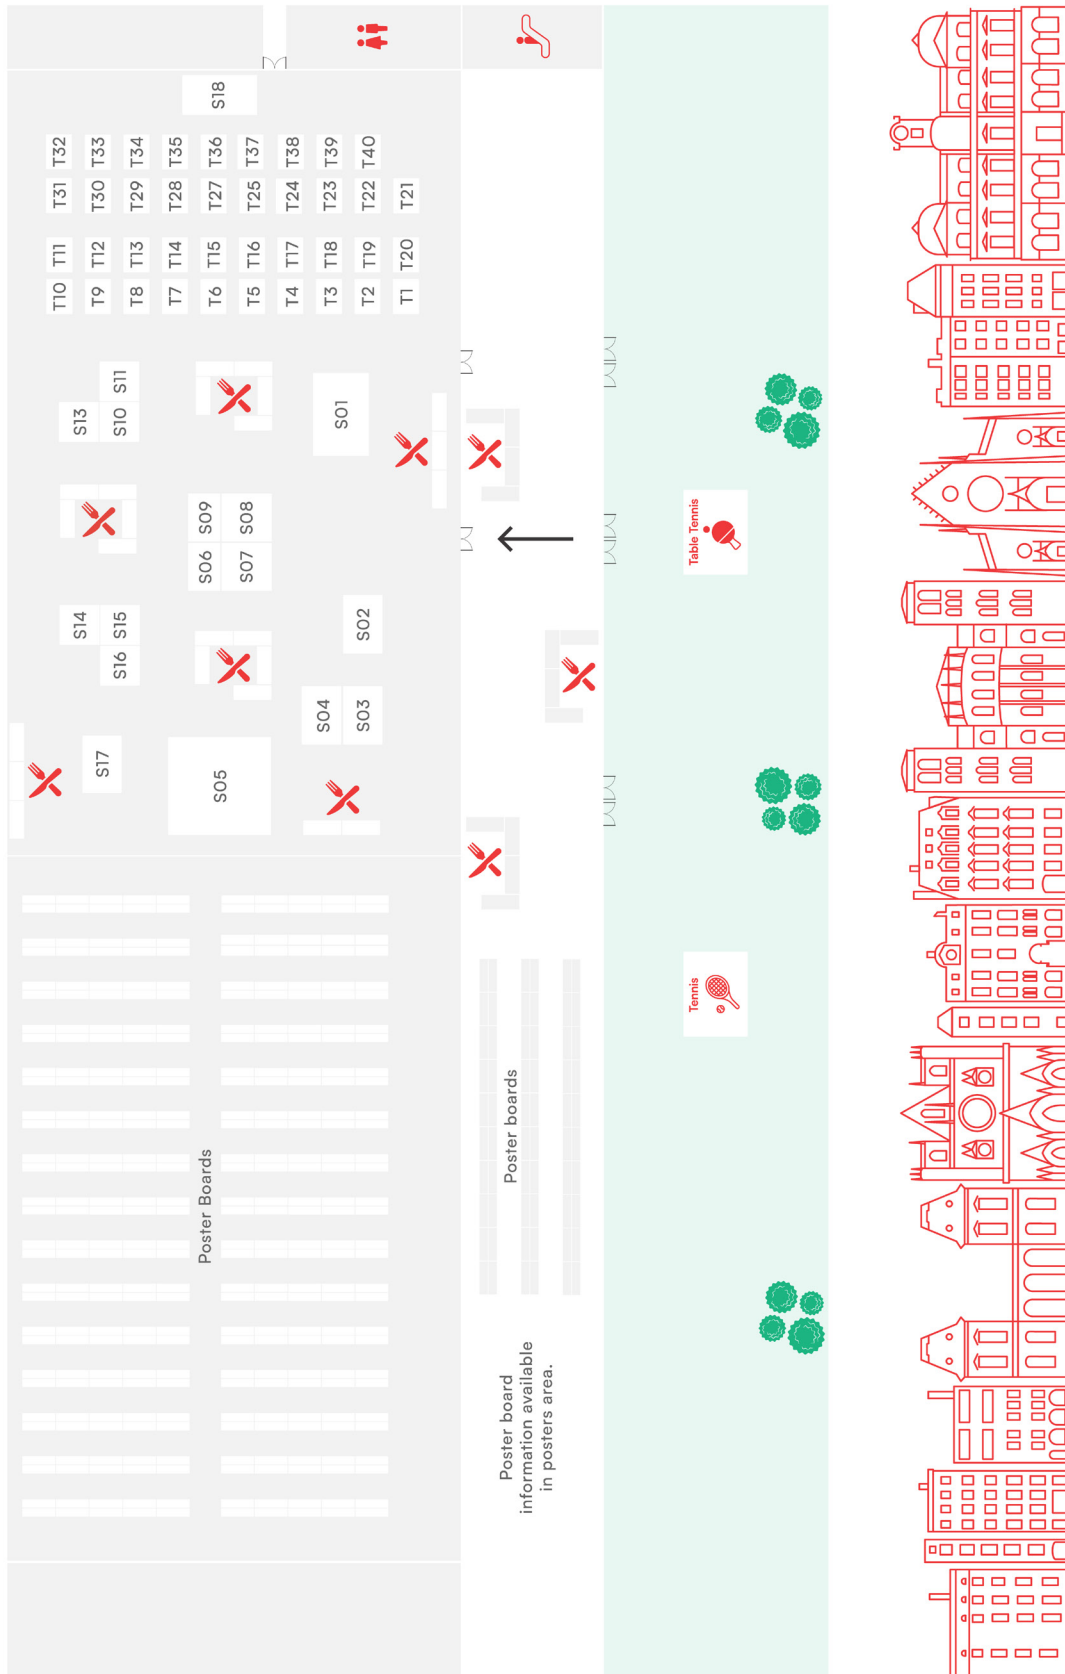 T10 T11 T31 T32
S14 S13
S17
T9 T12 T30 T33
S16 S15 S10 S11
T8 T13 T29 T34
T7 T14 T28 T35
Poster Boards
S06 S09
T6 T15 T27 T36
S05
S18
S07 S08
T5 T16 T25 T37
T4 T17 T24 T38
S04
T3 T18 T23 T39
S01
S03 S02
T2 T19 T22 T40
T1 T20 T21
Poster board
information available
in posters area.
Poster boards
Tennis
Table Tennis